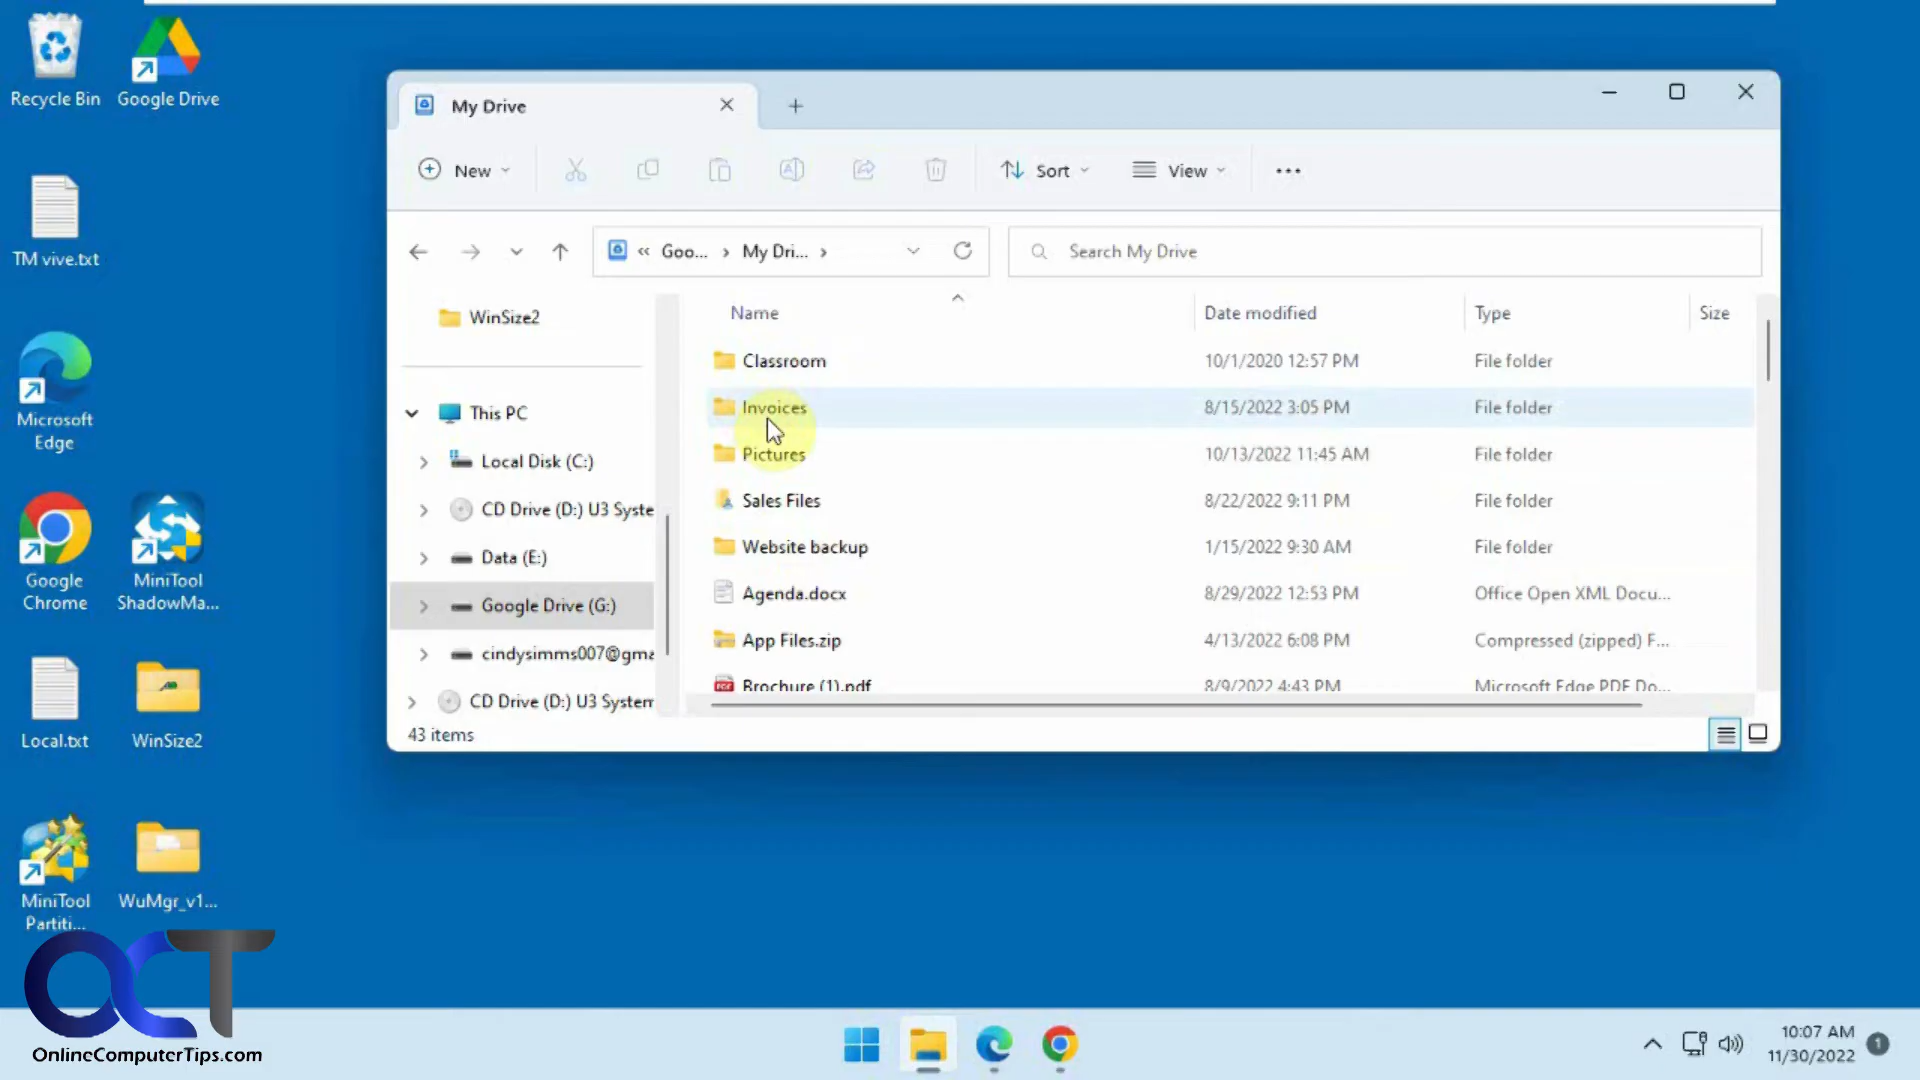 Recycle Bin
Google Drive
TM vive.txt
Microsoft
Edge
Google
Chrome
MiniTool
ShadowMa...
Local.txt
WinSize2
MiniTool
Partiti...
WuMgr_v1...
My Drive
New
Sort
View
«
Goo...
My Dri...
Search My Drive
WinSize2
This PC
Local Disk (C:)
CD Drive (D:) U3 Syste
Data (E:)
Google Drive (G:)
cindysimms007@gma
CD Drive (D:) U3 System
Name Date modified Type Size
Classroom 10/1/2020 12:57 PM File folder
Invoices 8/15/2022 3:05 PM File folder
Pictures 10/13/2022 11:45 AM File folder
Sales Files 8/22/2022 9:11 PM File folder
Website backup 1/15/2022 9:30 AM File folder
Agenda.docx 8/29/2022 12:53 PM Office Open XML Docu...
App Files.zip 4/13/2022 6:08 PM Compressed (zipped) F...
Brochure (1).pdf 8/9/2022 4:43 PM Microsoft Edge PDF Do...
43 items
OCT
OnlineComputerTips.com
10:07 AM
11/30/2022
1